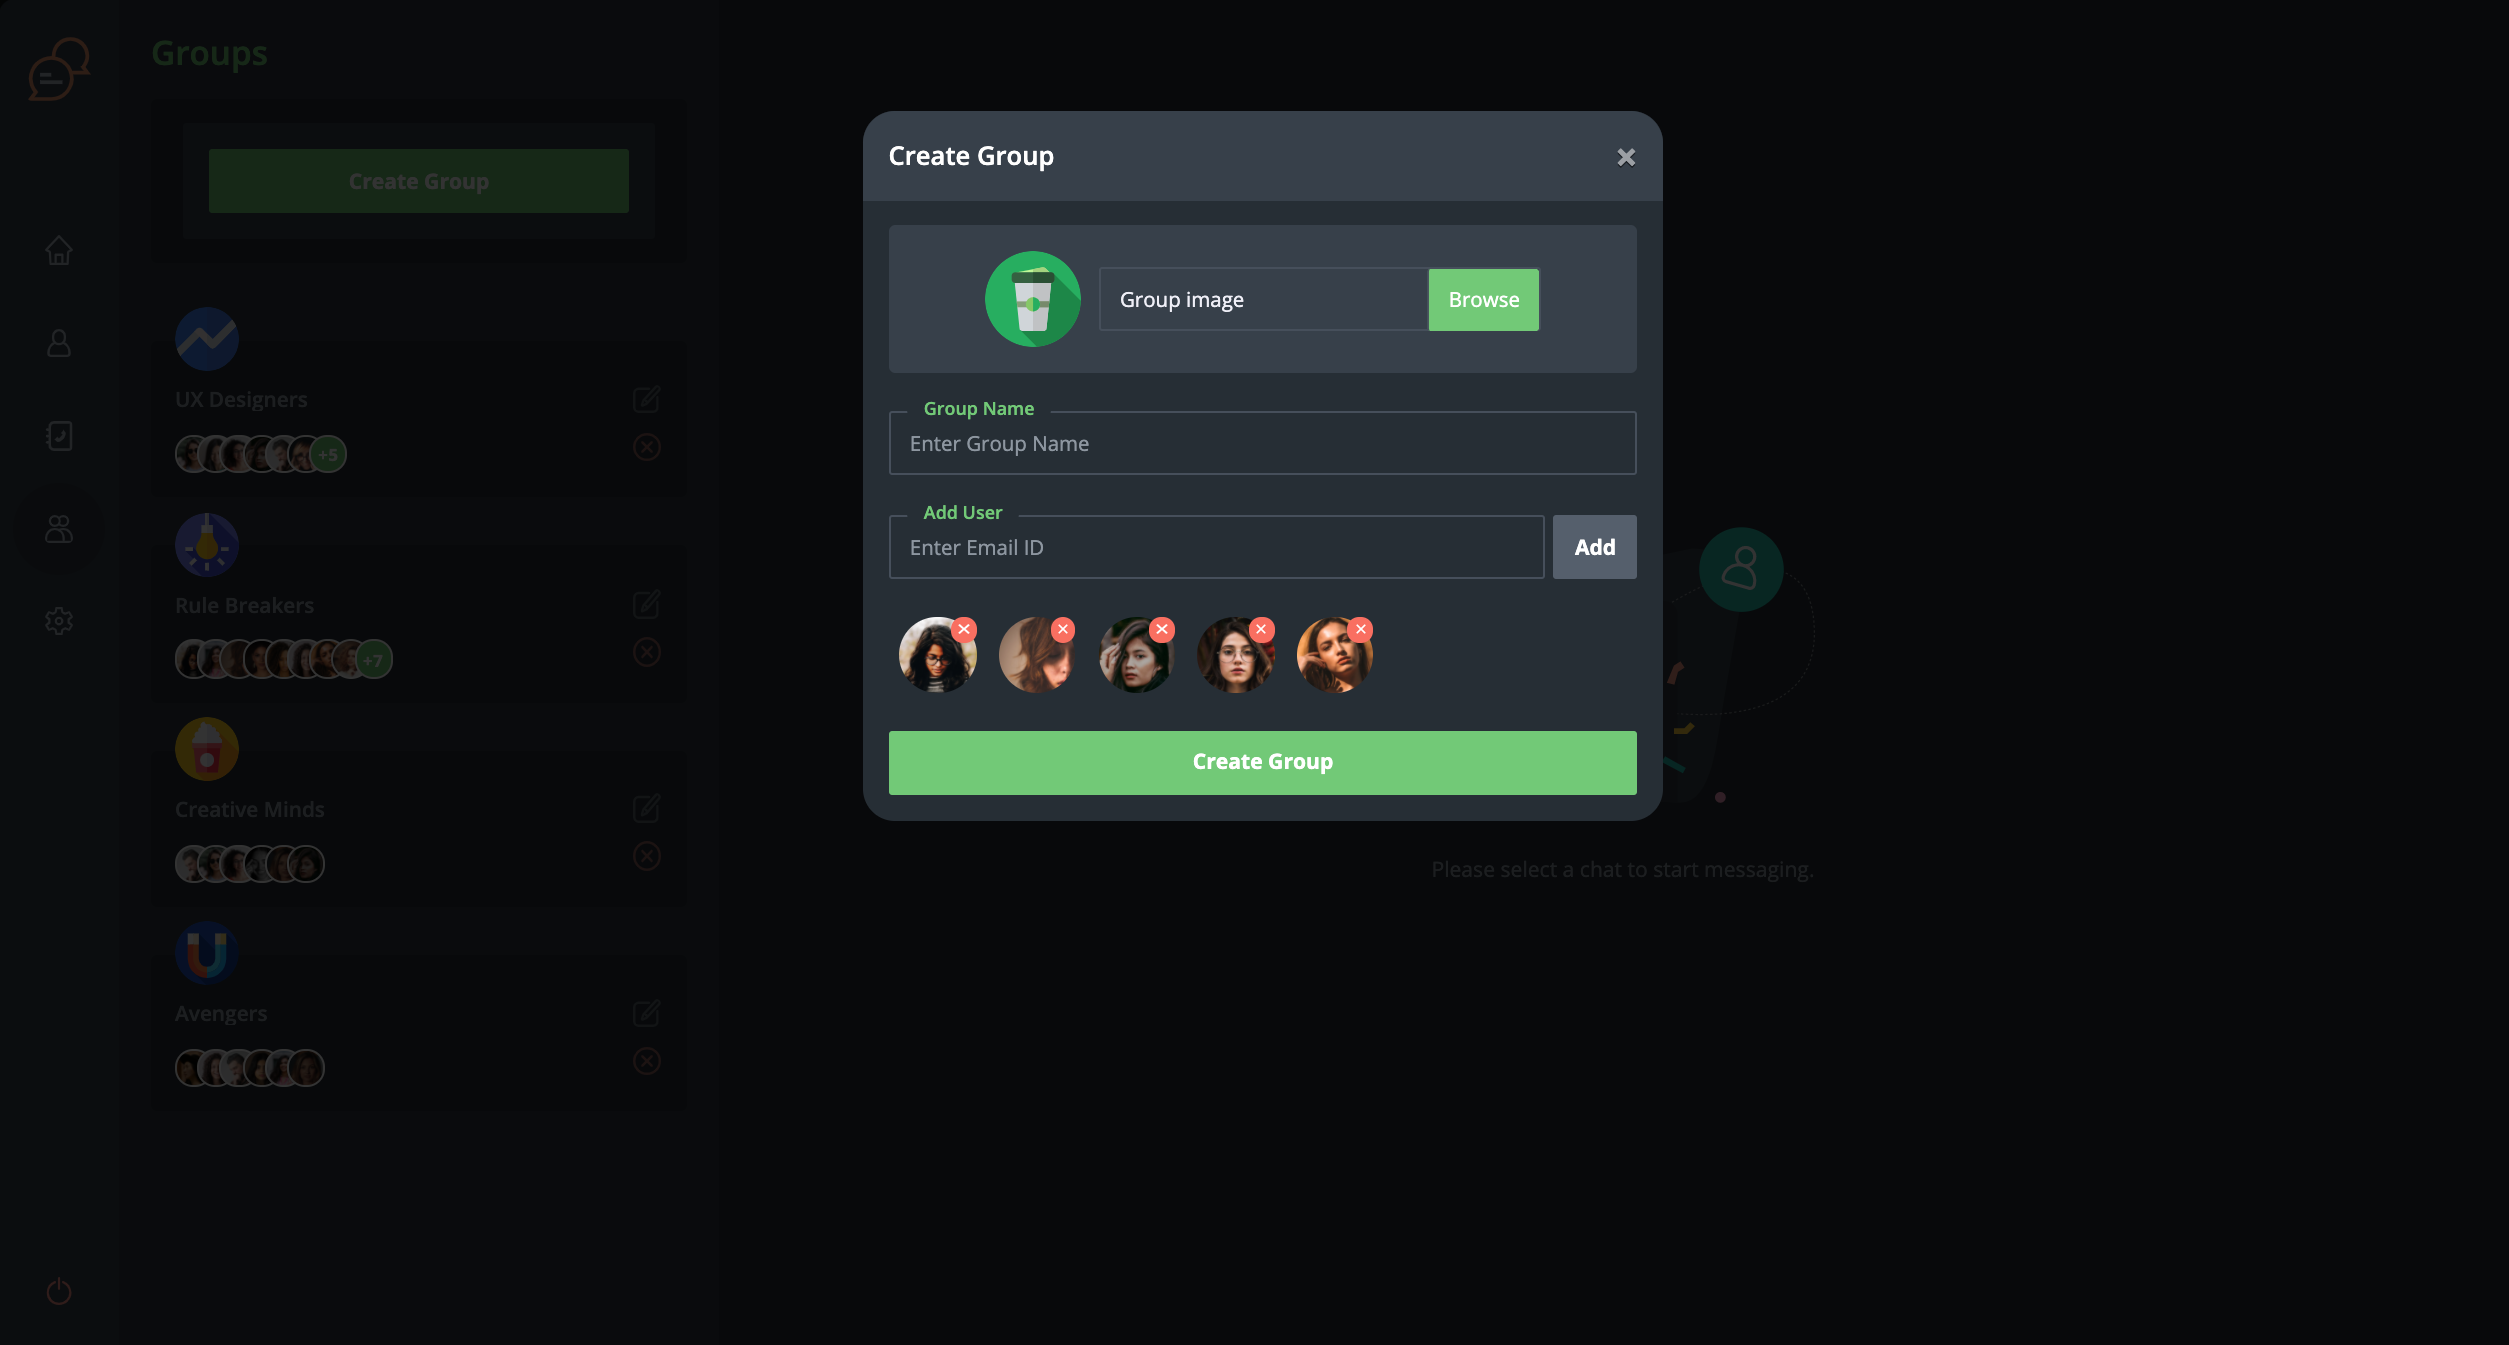 Groups
Create Group
UX Designers
+5
Rule Breakers
+7
Creative Minds
Avengers
Create Group
Group image
Browse
Group Name
Enter Group Name
Add User
Enter Email ID
Add
Create Group
Please select a chat to start messaging.